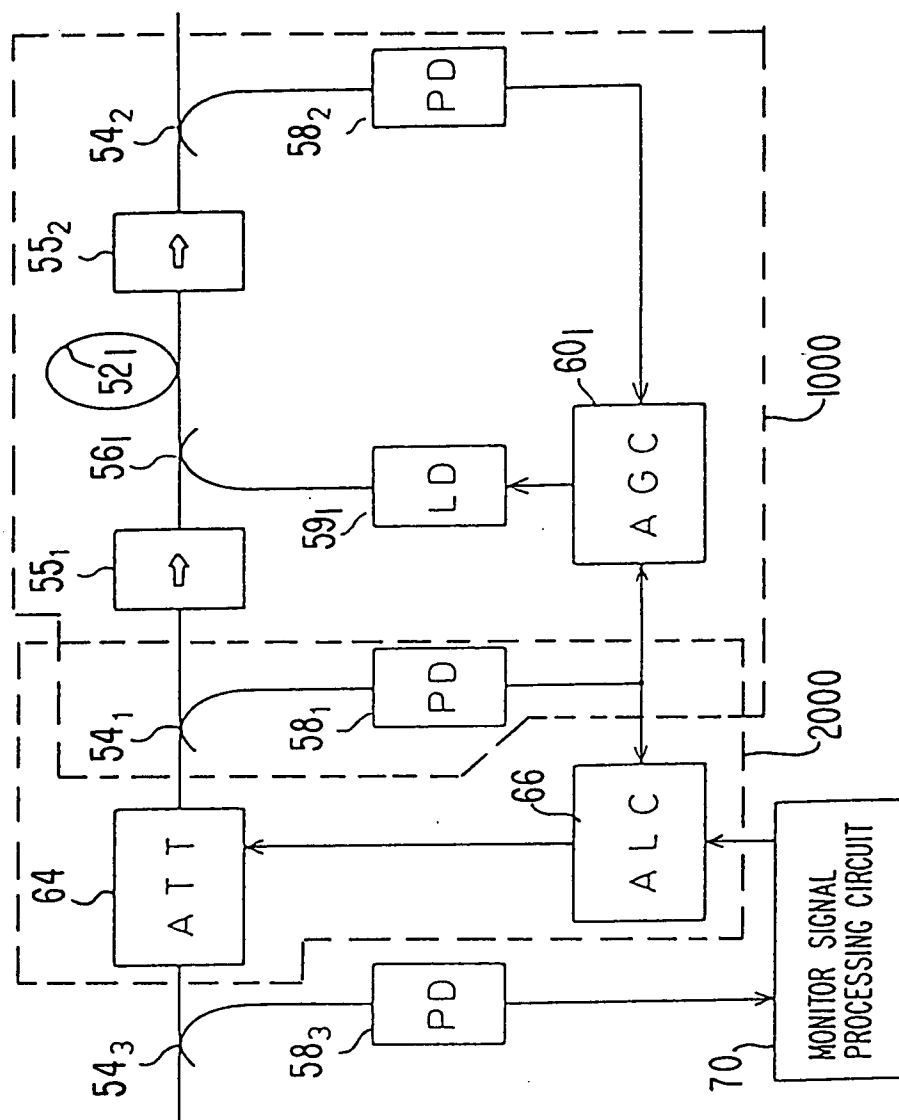 54₃
64
ATT
54₁
55₁
56₁
52₁
55₂
54₂
58₃
PD
58₁
PD
59₁
LD
58₂
PD
66
ALC
60₁
AGC
70
MONITOR SIGNAL
PROCESSING CIRCUIT
2000
1000